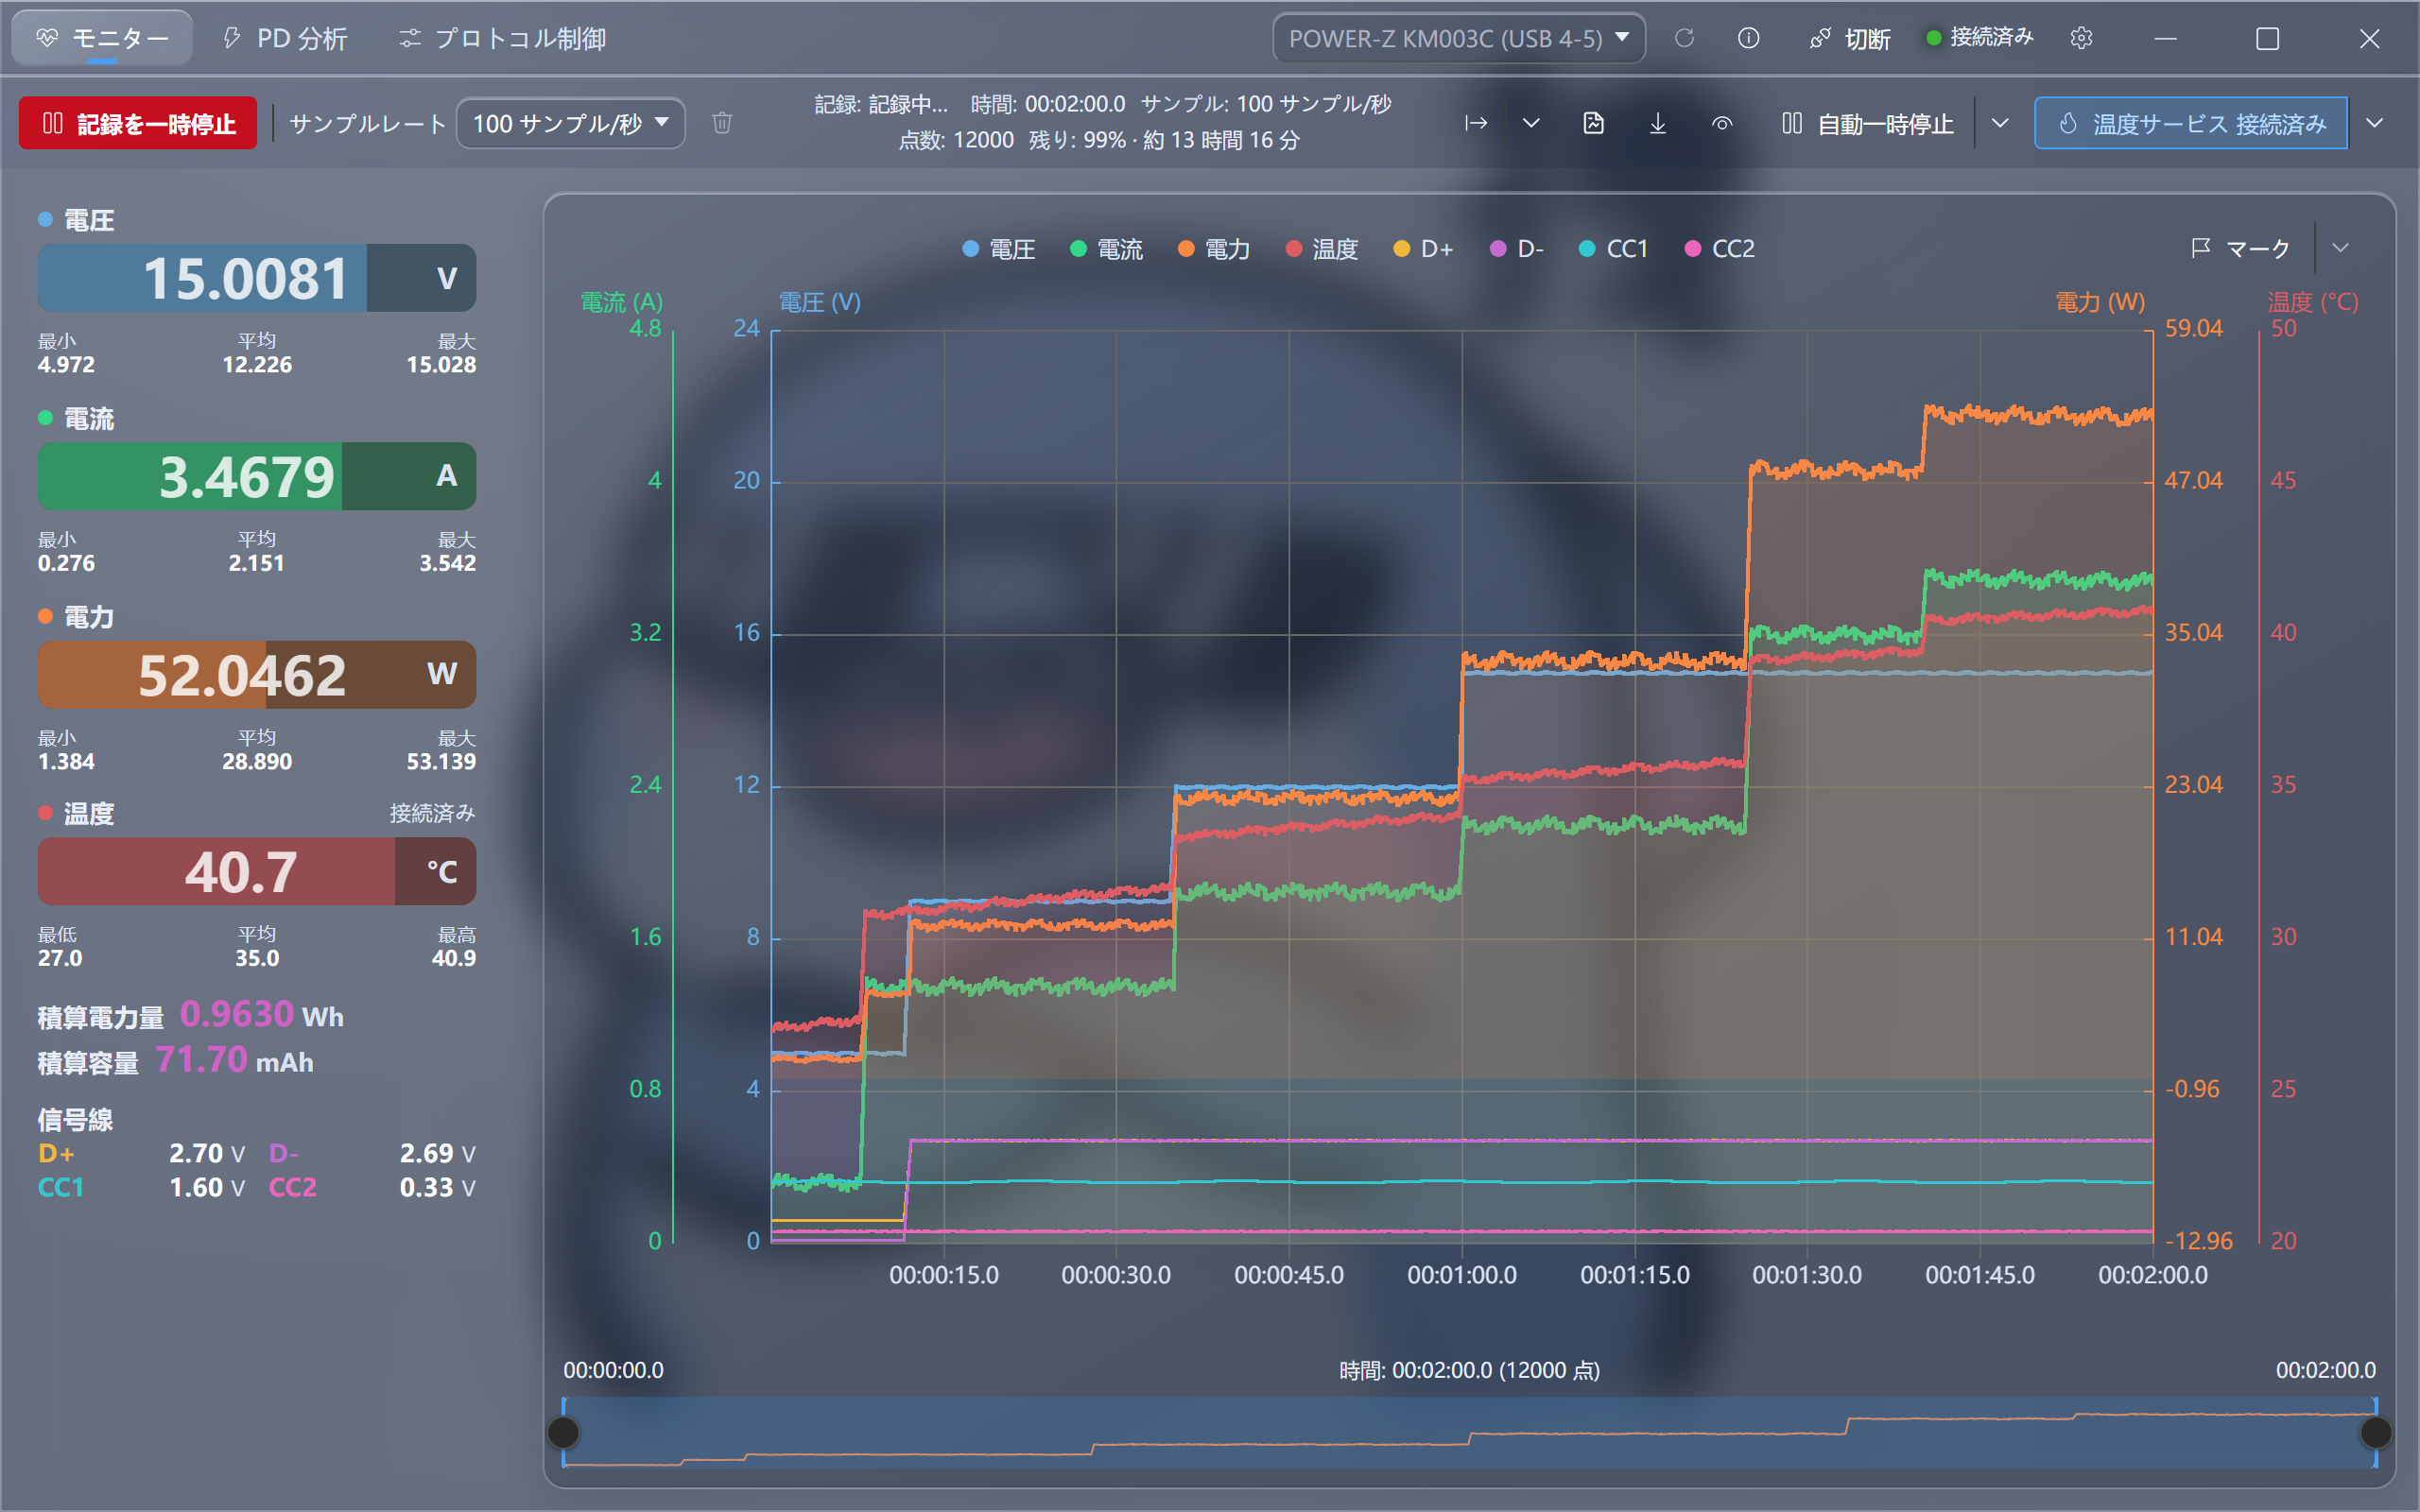 モニター PD 分析 プロトコル制御 POWER-Z KM003C (USB 4-5) 切断 接続済み
記録を一時停止 サンプルレート 100 サンプル/秒 記録: 記録中... 時間: 00:02:00.0 サンプル: 100 サンプル/秒 自動一時停止 温度サービス 接続済み
点数: 12000 残り: 99% · 約 13 時間 16 分
電圧
15.0081 V
最小 平均 最大
4.972 12.226 15.028
電流
3.4679 A
最小 平均 最大
0.276 2.151 3.542
電力
52.0462 W
最小 平均 最大
1.384 28.890 53.139
温度 接続済み
40.7 °C
最低 平均 最高
27.0 35.0 40.9
積算電力量 0.9630 Wh
積算容量 71.70 mAh
信号線
D+ 2.70 V D- 2.69 V
CC1 1.60 V CC2 0.33 V
電圧 電流 電力 温度 D+ D- CC1 CC2 マーク
電流 (A) 電圧 (V) 電力 (W) 温度 (°C)
4.8 24 59.04 50
4 20 47.04 45
3.2 16 35.04 40
2.4 12 23.04 35
1.6 8 11.04 30
0.8 4 -0.96 25
0 0 -12.96 20
00:00:15.0 00:00:30.0 00:00:45.0 00:01:00.0 00:01:15.0 00:01:30.0 00:01:45.0 00:02:00.0
00:00:00.0 時間: 00:02:00.0 (12000 点) 00:02:00.0